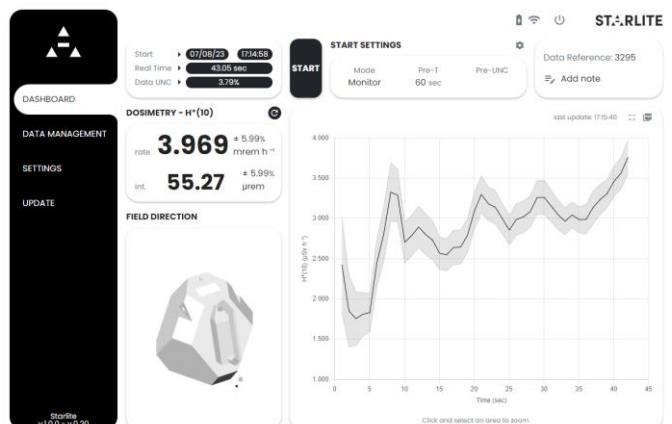 STARLITE
DASHBOARD
DATA MANAGEMENT
SETTINGS
UPDATE
Starlite
Start 07/08/23 17:14:58
Real Time 43.05 sec
Data UNC 3.79%
START
START SETTINGS
Mode Pre-T Pre-UNC
Monitor 60 sec
Data Reference: 3295
Add note
DOSIMETRY - H*(10)
rate 3.969 ± 5.99% mrem h⁻¹
int. 55.27 ± 5.99% µrem
FIELD DIRECTION
last update: 17:15:40
4.000
3.500
3.000
2.500
2.000
1.500
1.000
H*(10) (µSv h⁻¹)
0 5 10 15 20 25 30 35 40 45
Time (sec)
Click and select an area to zoom.